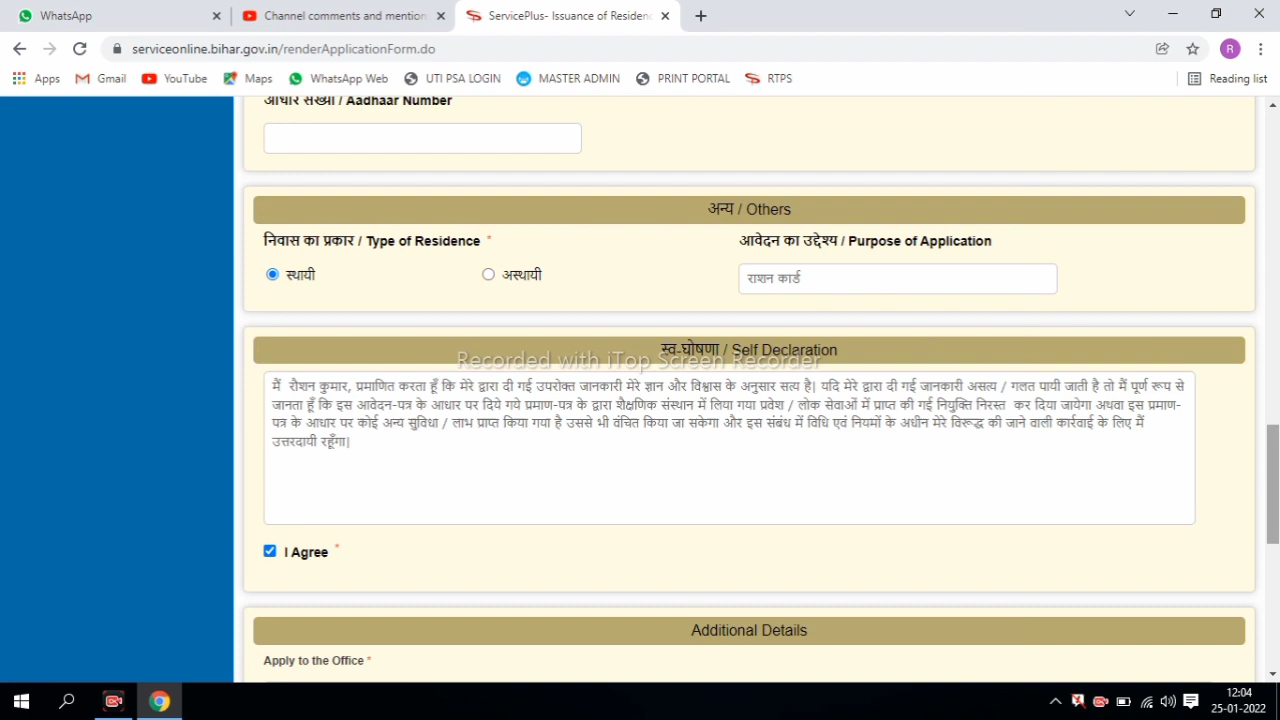 WhatsApp
Channel comments and mention
ServicePlus- Issuance of Residenc
serviceonline.bihar.gov.in/renderApplicationForm.do
R
Apps
Gmail
YouTube
Maps
WhatsApp Web
UTI PSA LOGIN
MASTER ADMIN
PRINT PORTAL
RTPS
Reading list
आधार संख्या / Aadhaar Number
अन्य / Others
निवास का प्रकार / Type of Residence *
आवेदन का उद्देश्य / Purpose of Application
स्थायी
अस्थायी
राशन कार्ड
स्व-घोषणा / Self Declaration
Recorded with iTop Screen Recorder
मैं रौशन कुमार, प्रमाणित करता हूँ कि मेरे द्वारा दी गई उपरोक्त जानकारी मेरे ज्ञान और विश्वास के अनुसार सत्य है| यदि मेरे द्वारा दी गई जानकारी असत्य / गलत पायी जाती है तो मैं पूर्ण रूप से
जानता हूँ कि इस आवेदन-पत्र के आधार पर दिये गये प्रमाण-पत्र के द्वारा शैक्षणिक संस्थान में लिया गया प्रवेश / लोक सेवाओं में प्राप्त की गई नियुक्ति निरस्त कर दिया जायेगा अथवा इस प्रमाण-
पत्र के आधार पर कोई अन्य सुविधा / लाभ प्राप्त किया गया है उससे भी वंचित किया जा सकेगा और इस संबंध में विधि एवं नियमों के अधीन मेरे विरूद्ध की जाने वाली कार्रवाई के लिए मैं
उत्तरदायी रहूँगा|
I Agree *
Additional Details
Apply to the Office *
12:04
25-01-2022